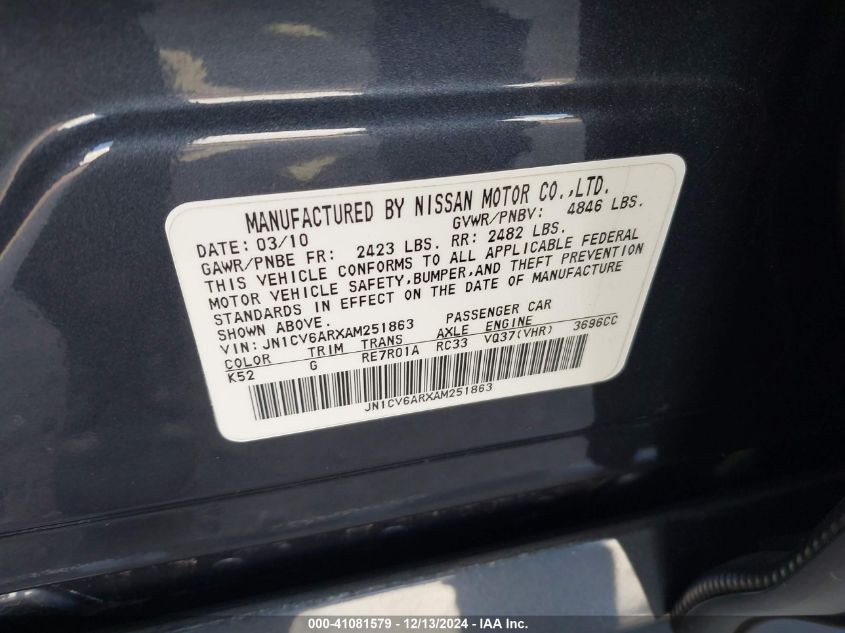 MANUFACTURED BY NISSAN MOTOR CO.,LTD.
DATE: 03/10 GVWR/PNBV: 4846 LBS.
GAWR/PNBE FR: 2423 LBS. RR: 2482 LBS.
THIS VEHICLE CONFORMS TO ALL APPLICABLE FEDERAL
MOTOR VEHICLE SAFETY,BUMPER,AND THEFT PREVENTION
STANDARDS IN EFFECT ON THE DATE OF MANUFACTURE
SHOWN ABOVE.
VIN: JN1CV6ARXAM251863 PASSENGER CAR
COLOR TRIM TRANS AXLE ENGINE
K52 G RE7R01A RC33 VQ37(VHR) 3696CC
JN1CV6ARXAM251863
000-41081579 - 12/13/2024 - IAA Inc.